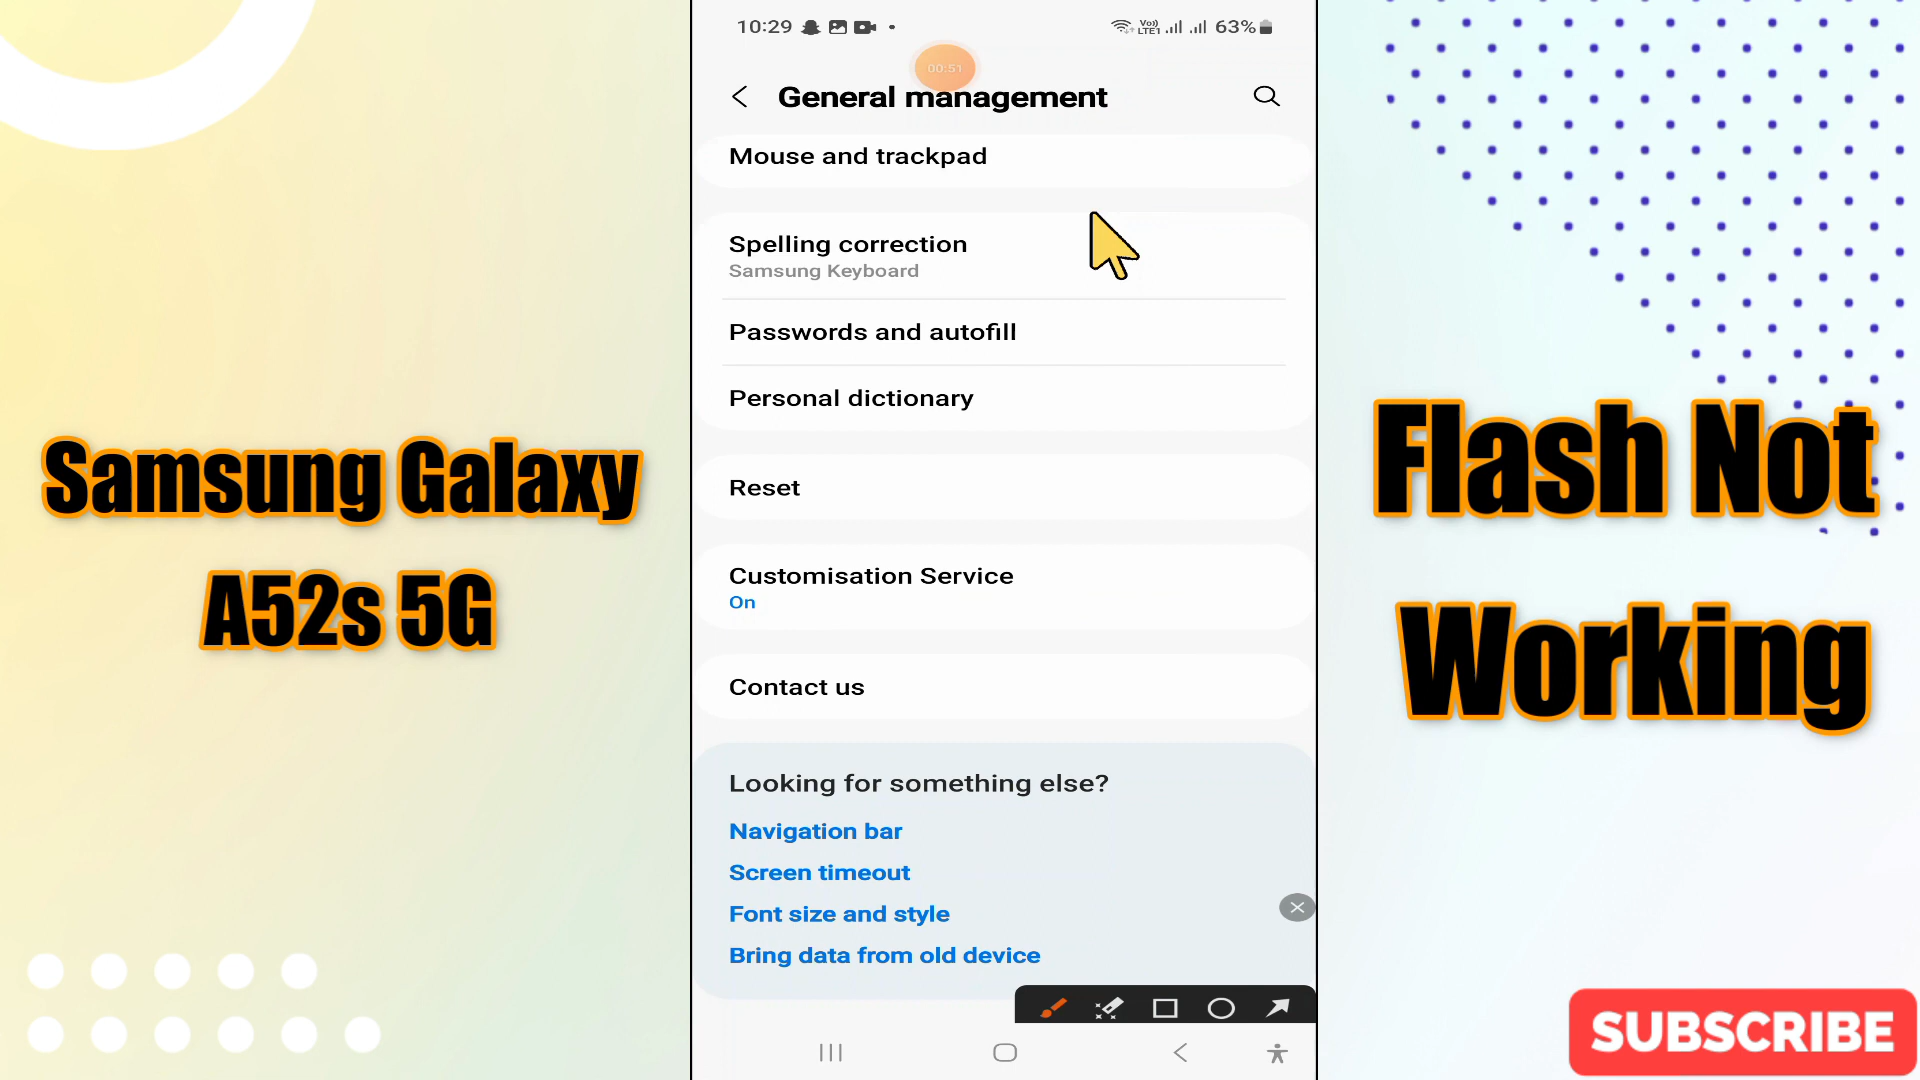 10:29
Vo))
LTE1
63%
00:51
General management
Mouse and trackpad
Spelling correction
Samsung Keyboard
Passwords and autofill
Personal dictionary
Reset
Customisation Service
On
Contact us
Looking for something else?
Navigation bar
Screen timeout
Font size and style
Bring data from old device
Samsung Galaxy
A52s 5G
Flash Not
Working
SUBSCRIBE